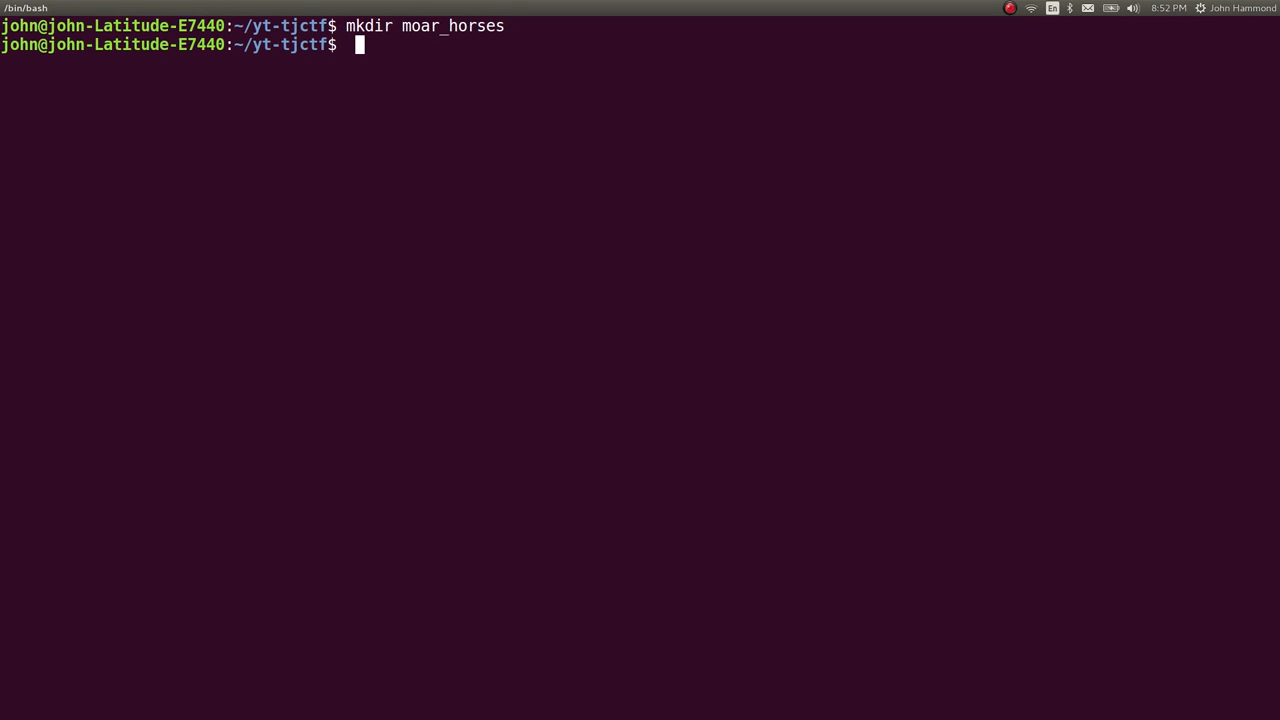 /bin/bash
En
8:52 PM
John Hammond
john@john-Latitude-E7440:~/yt-tjctf$ mkdir moar_horses
john@john-Latitude-E7440:~/yt-tjctf$